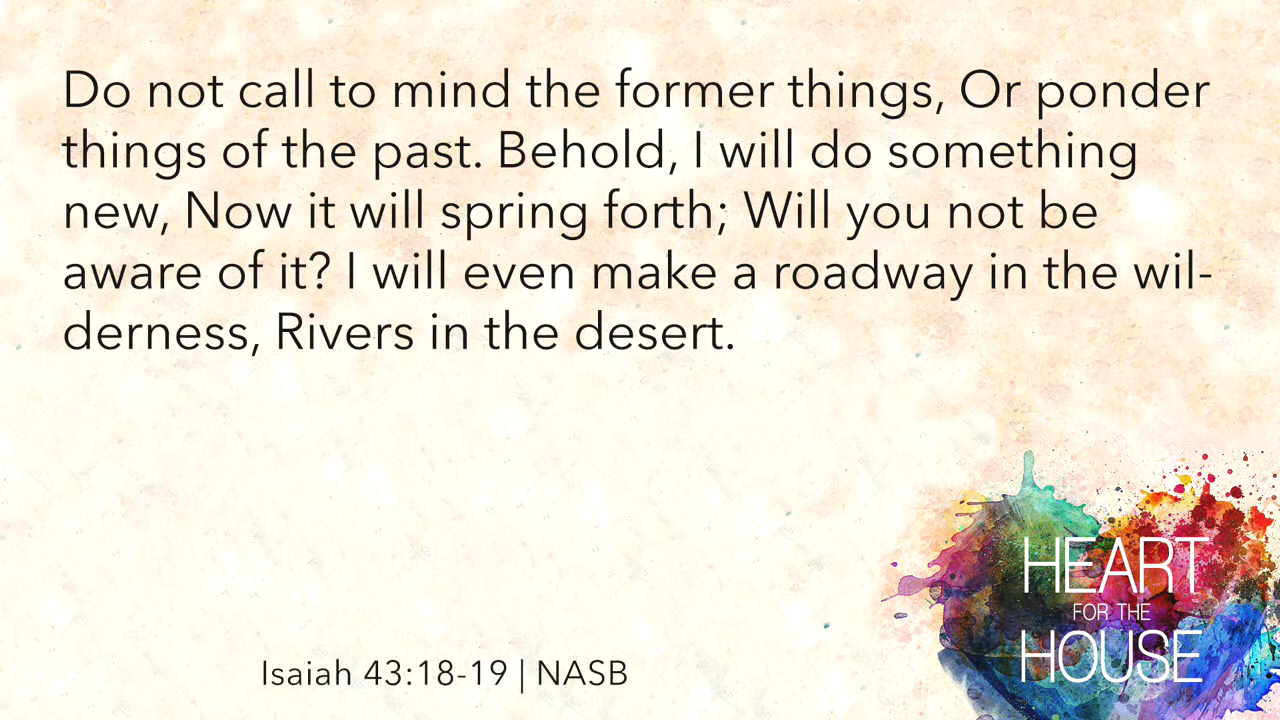 Do not call to mind the former things, Or ponder
things of the past. Behold, I will do something
new, Now it will spring forth; Will you not be
aware of it? I will even make a roadway in the wil-
derness, Rivers in the desert.
Isaiah 43:18-19 | NASB
HEART
FOR THE
HOUSE